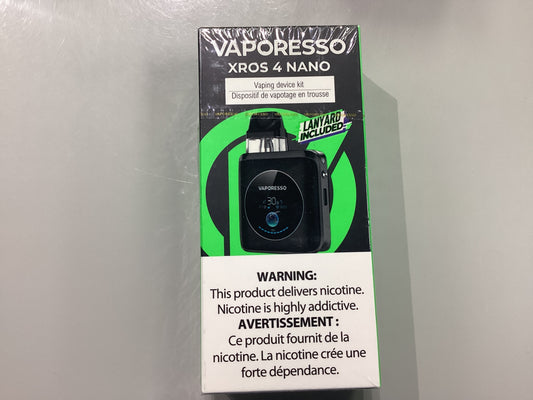 VAPORESSO
XROS 4 NANO
Vaping device kit
Dispositif de vapotage en trousse
LANYARD
INCLUDED
VAPORESSO
30
WARNING:
This product delivers nicotine.
Nicotine is highly addictive.
AVERTISSEMENT :
Ce produit fournit de la
nicotine. La nicotine crée une
forte dépendance.